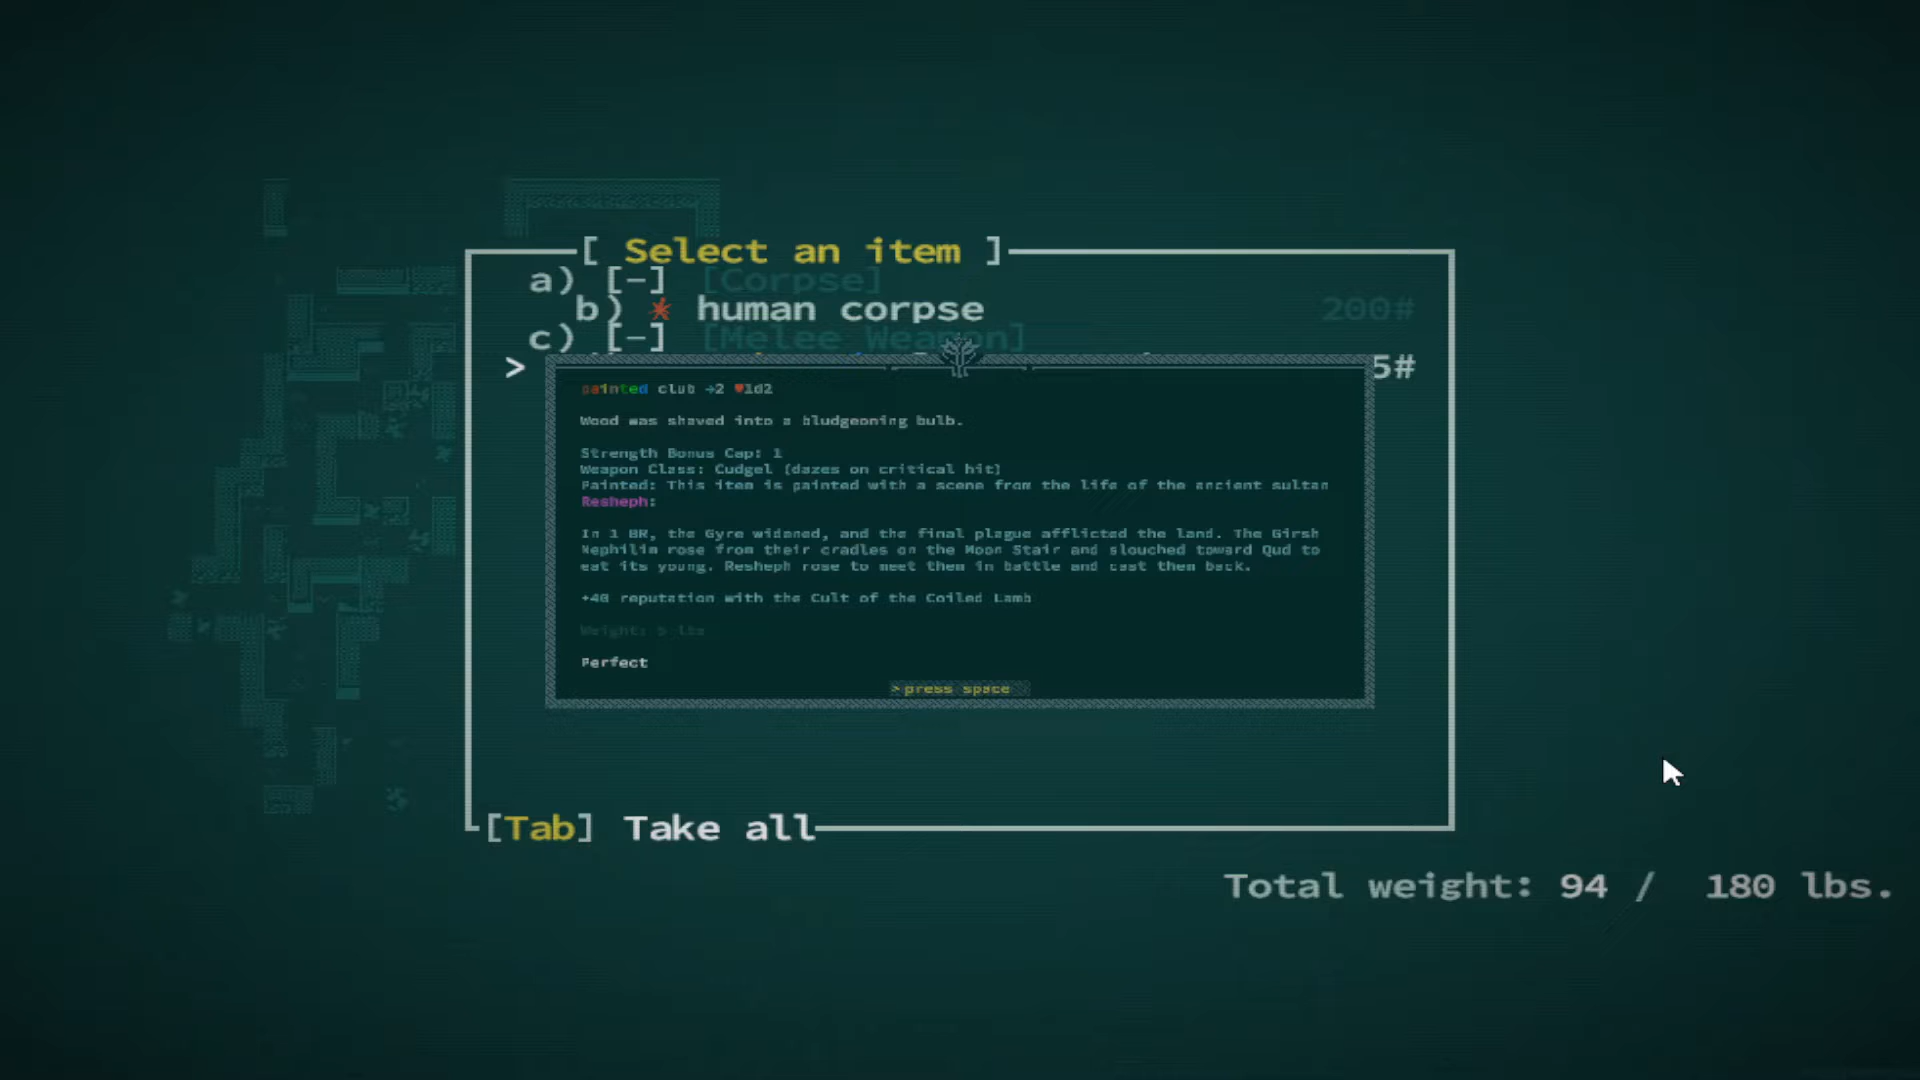 [ Select an item ]
a) [-] [Corpse]
b) * human corpse 200#
c) [-] [Melee Weapon]
> 5#
painted club →2 ♥1d2
Wood was shaved into a bludgeoning bulb.
Strength Bonus Cap: 1
Weapon Class: Cudgel (dazes on critical hit)
Painted: This item is painted with a scene from the life of the ancient sultan
Resheph:
In 1 BR, the Gyre widened, and the final plague afflicted the land. The Girsh
Nephilim rose from their cradles on the Moon Stair and slouched toward Qud to
eat its young. Resheph rose to meet them in battle and cast them back.
+40 reputation with the Cult of the Coiled Lamb
Weight: 5 lbs
Perfect
>press space
[Tab] Take all
Total weight: 94 / 180 lbs.